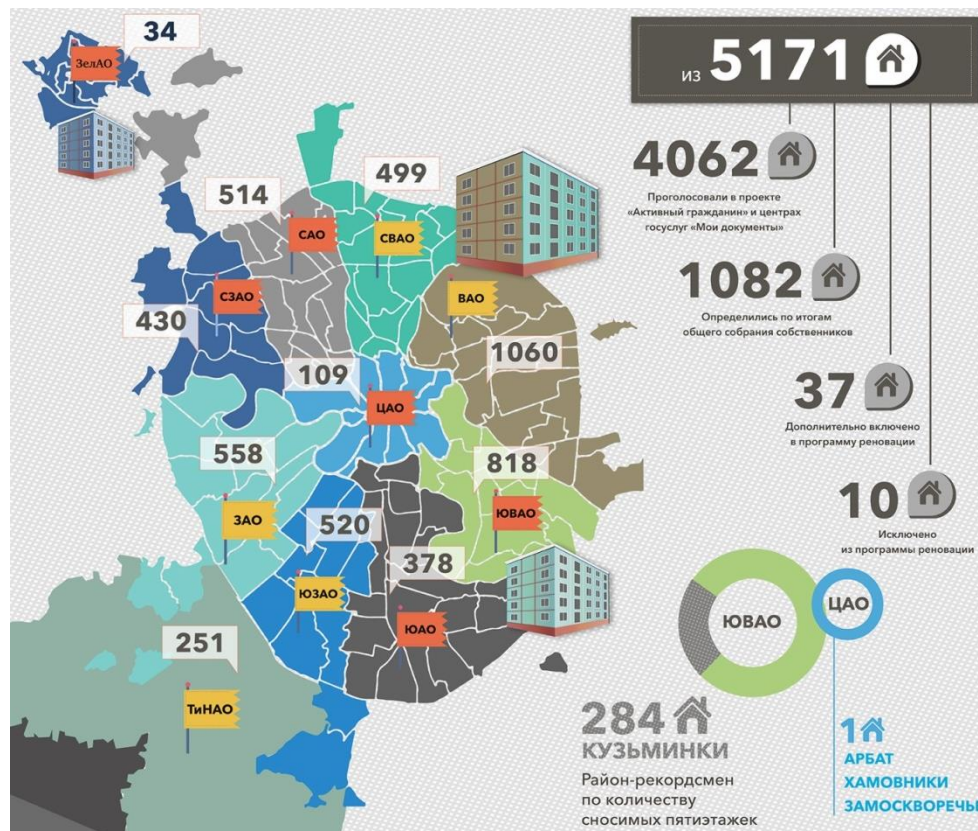 34
ЗелАО
514
САО
499
СВАО
СЗАО
430
ВАО
1060
109
ЦАО
558
ЗАО
818
ЮВАО
520
ЮЗАО
378
ЮАО
251
ТиНАО
из 5171
4062
Проголосовали в проекте
«Активный гражданин» и центрах
госуслуг «Мои документы»
1082
Определились по итогам
общего собрания собственников
37
Дополнительно включено
в программу реновации
10
Исключено
из программы реновации
ЮВАО
ЦАО
284
КУЗЬМИНКИ
Район-рекордсмен
по количеству
сносимых пятиэтажек
1
АРБАТ
ХАМОВНИКИ
ЗАМОСКВОРЕЧЬ